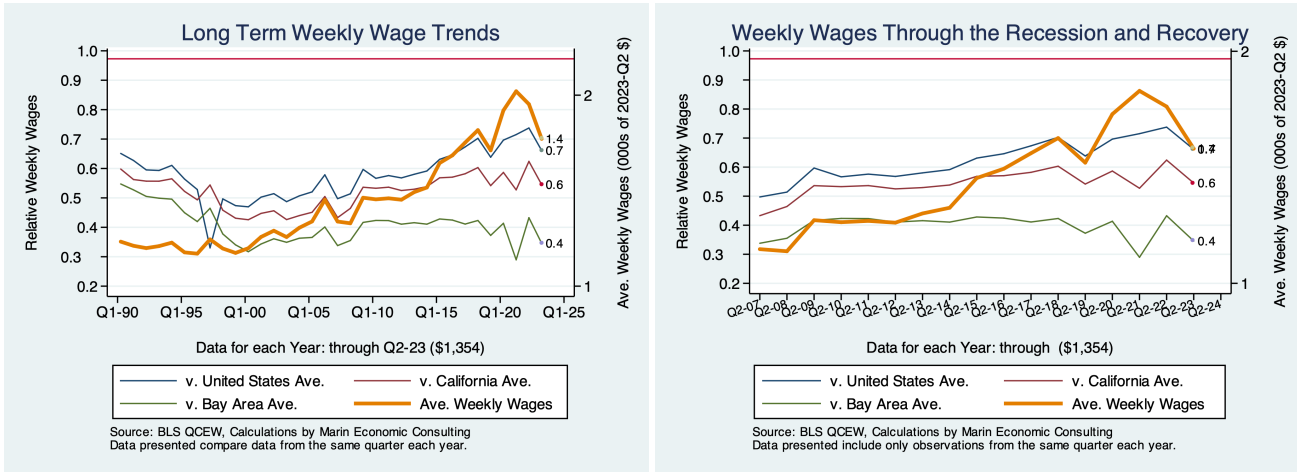 Long Term Weekly Wage Trends
Relative Weekly Wages
1.0
0.9
0.8
0.7
0.6
0.5
0.4
0.3
0.2
2
1
Ave. Weekly Wages (000s of 2023-Q2 $)
1.4
0.7
0.6
0.4
Q1-90
Q1-95
Q1-00
Q1-05
Q1-10
Q1-15
Q1-20
Q1-25
Data for each Year: through Q2-23 ($1,354)
v. United States Ave.
v. California Ave.
v. Bay Area Ave.
Ave. Weekly Wages
Source: BLS QCEW, Calculations by Marin Economic Consulting
Data presented compare data from the same quarter each year.
Weekly Wages Through the Recession and Recovery
Relative Weekly Wages
1.0
0.9
0.8
0.7
0.6
0.5
0.4
0.3
0.2
2
1
Ave. Weekly Wages (000s of 2023-Q2 $)
0.6
0.4
Q2-07
Q2-08
Q2-09
Q2-10
Q2-11
Q2-12
Q2-13
Q2-14
Q2-15
Q2-16
Q2-17
Q2-18
Q2-19
Q2-20
Q2-21
Q2-22
Q2-23
Q2-24
Data for each Year: through ($1,354)
v. United States Ave.
v. California Ave.
v. Bay Area Ave.
Ave. Weekly Wages
Source: BLS QCEW, Calculations by Marin Economic Consulting
Data presented include only observations from the same quarter each year.